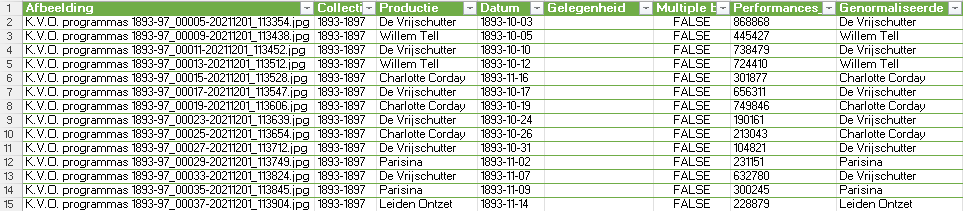 1 Afbeelding Collecti Productie Datum Gelegenheid Multiple b Performances_ Genormaliseerde
2 K.V.O. programmas 1893-97_00005-20211201_113354.jpg 1893-1897 De Vrijschutter 1893-10-03 FALSE 868868 De Vrijschutter
3 K.V.O. programmas 1893-97_00009-20211201_113438.jpg 1893-1897 Willem Tell 1893-10-05 FALSE 445427 Willem Tell
4 K.V.O. programmas 1893-97_00011-20211201_113452.jpg 1893-1897 De Vrijschutter 1893-10-10 FALSE 738479 De Vrijschutter
5 K.V.O. programmas 1893-97_00013-20211201_113512.jpg 1893-1897 Willem Tell 1893-10-12 FALSE 724410 Willem Tell
6 K.V.O. programmas 1893-97_00015-20211201_113528.jpg 1893-1897 Charlotte Corday 1893-11-16 FALSE 301877 Charlotte Corday
7 K.V.O. programmas 1893-97_00017-20211201_113547.jpg 1893-1897 De Vrijschutter 1893-10-17 FALSE 656311 De Vrijschutter
8 K.V.O. programmas 1893-97_00019-20211201_113606.jpg 1893-1897 Charlotte Corday 1893-10-19 FALSE 749846 Charlotte Corday
9 K.V.O. programmas 1893-97_00023-20211201_113639.jpg 1893-1897 De Vrijschutter 1893-10-24 FALSE 190161 De Vrijschutter
10 K.V.O. programmas 1893-97_00025-20211201_113654.jpg 1893-1897 Charlotte Corday 1893-10-26 FALSE 213043 Charlotte Corday
11 K.V.O. programmas 1893-97_00027-20211201_113712.jpg 1893-1897 De Vrijschutter 1893-10-31 FALSE 104821 De Vrijschutter
12 K.V.O. programmas 1893-97_00029-20211201_113749.jpg 1893-1897 Parisina 1893-11-02 FALSE 231151 Parisina
13 K.V.O. programmas 1893-97_00033-20211201_113824.jpg 1893-1897 De Vrijschutter 1893-11-07 FALSE 632780 De Vrijschutter
14 K.V.O. programmas 1893-97_00035-20211201_113845.jpg 1893-1897 Parisina 1893-11-09 FALSE 300245 Parisina
15 K.V.O. programmas 1893-97_00037-20211201_113904.jpg 1893-1897 Leiden Ontzet 1893-11-14 FALSE 228879 Leiden Ontzet